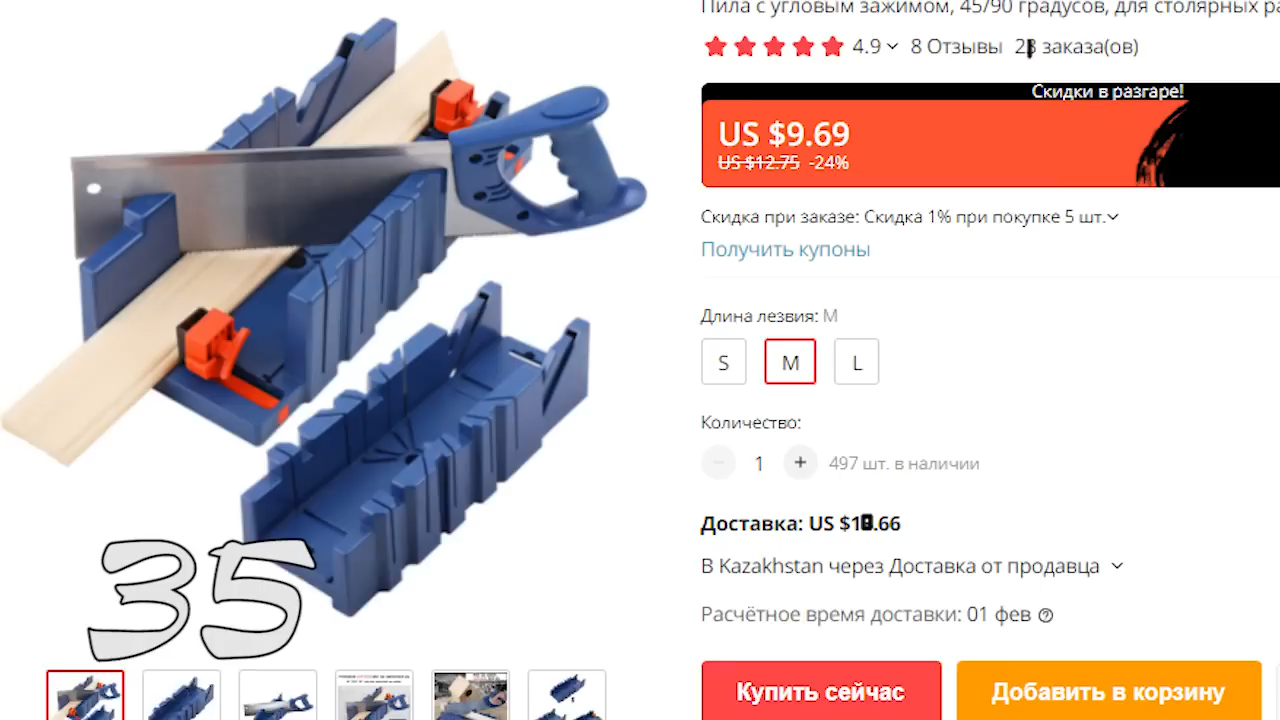 Пила с угловым зажимом, 45/90 градусов, для столярных
4.9 8 Отзывы заказа(ов)
Скидки в разгаре!
US $9.69
US $12.75 -24%
Скидка при заказе: Скидка 1% при покупке 5 шт.
Получить купоны
Длина лезвия: M
S M L
Количество:
− 1 + 497 шт. в наличии
Доставка: US
В Kazakhstan через Доставка от продавца
Расчётное время доставки: 01 фев
35
Купить сейчас Добавить в корзину